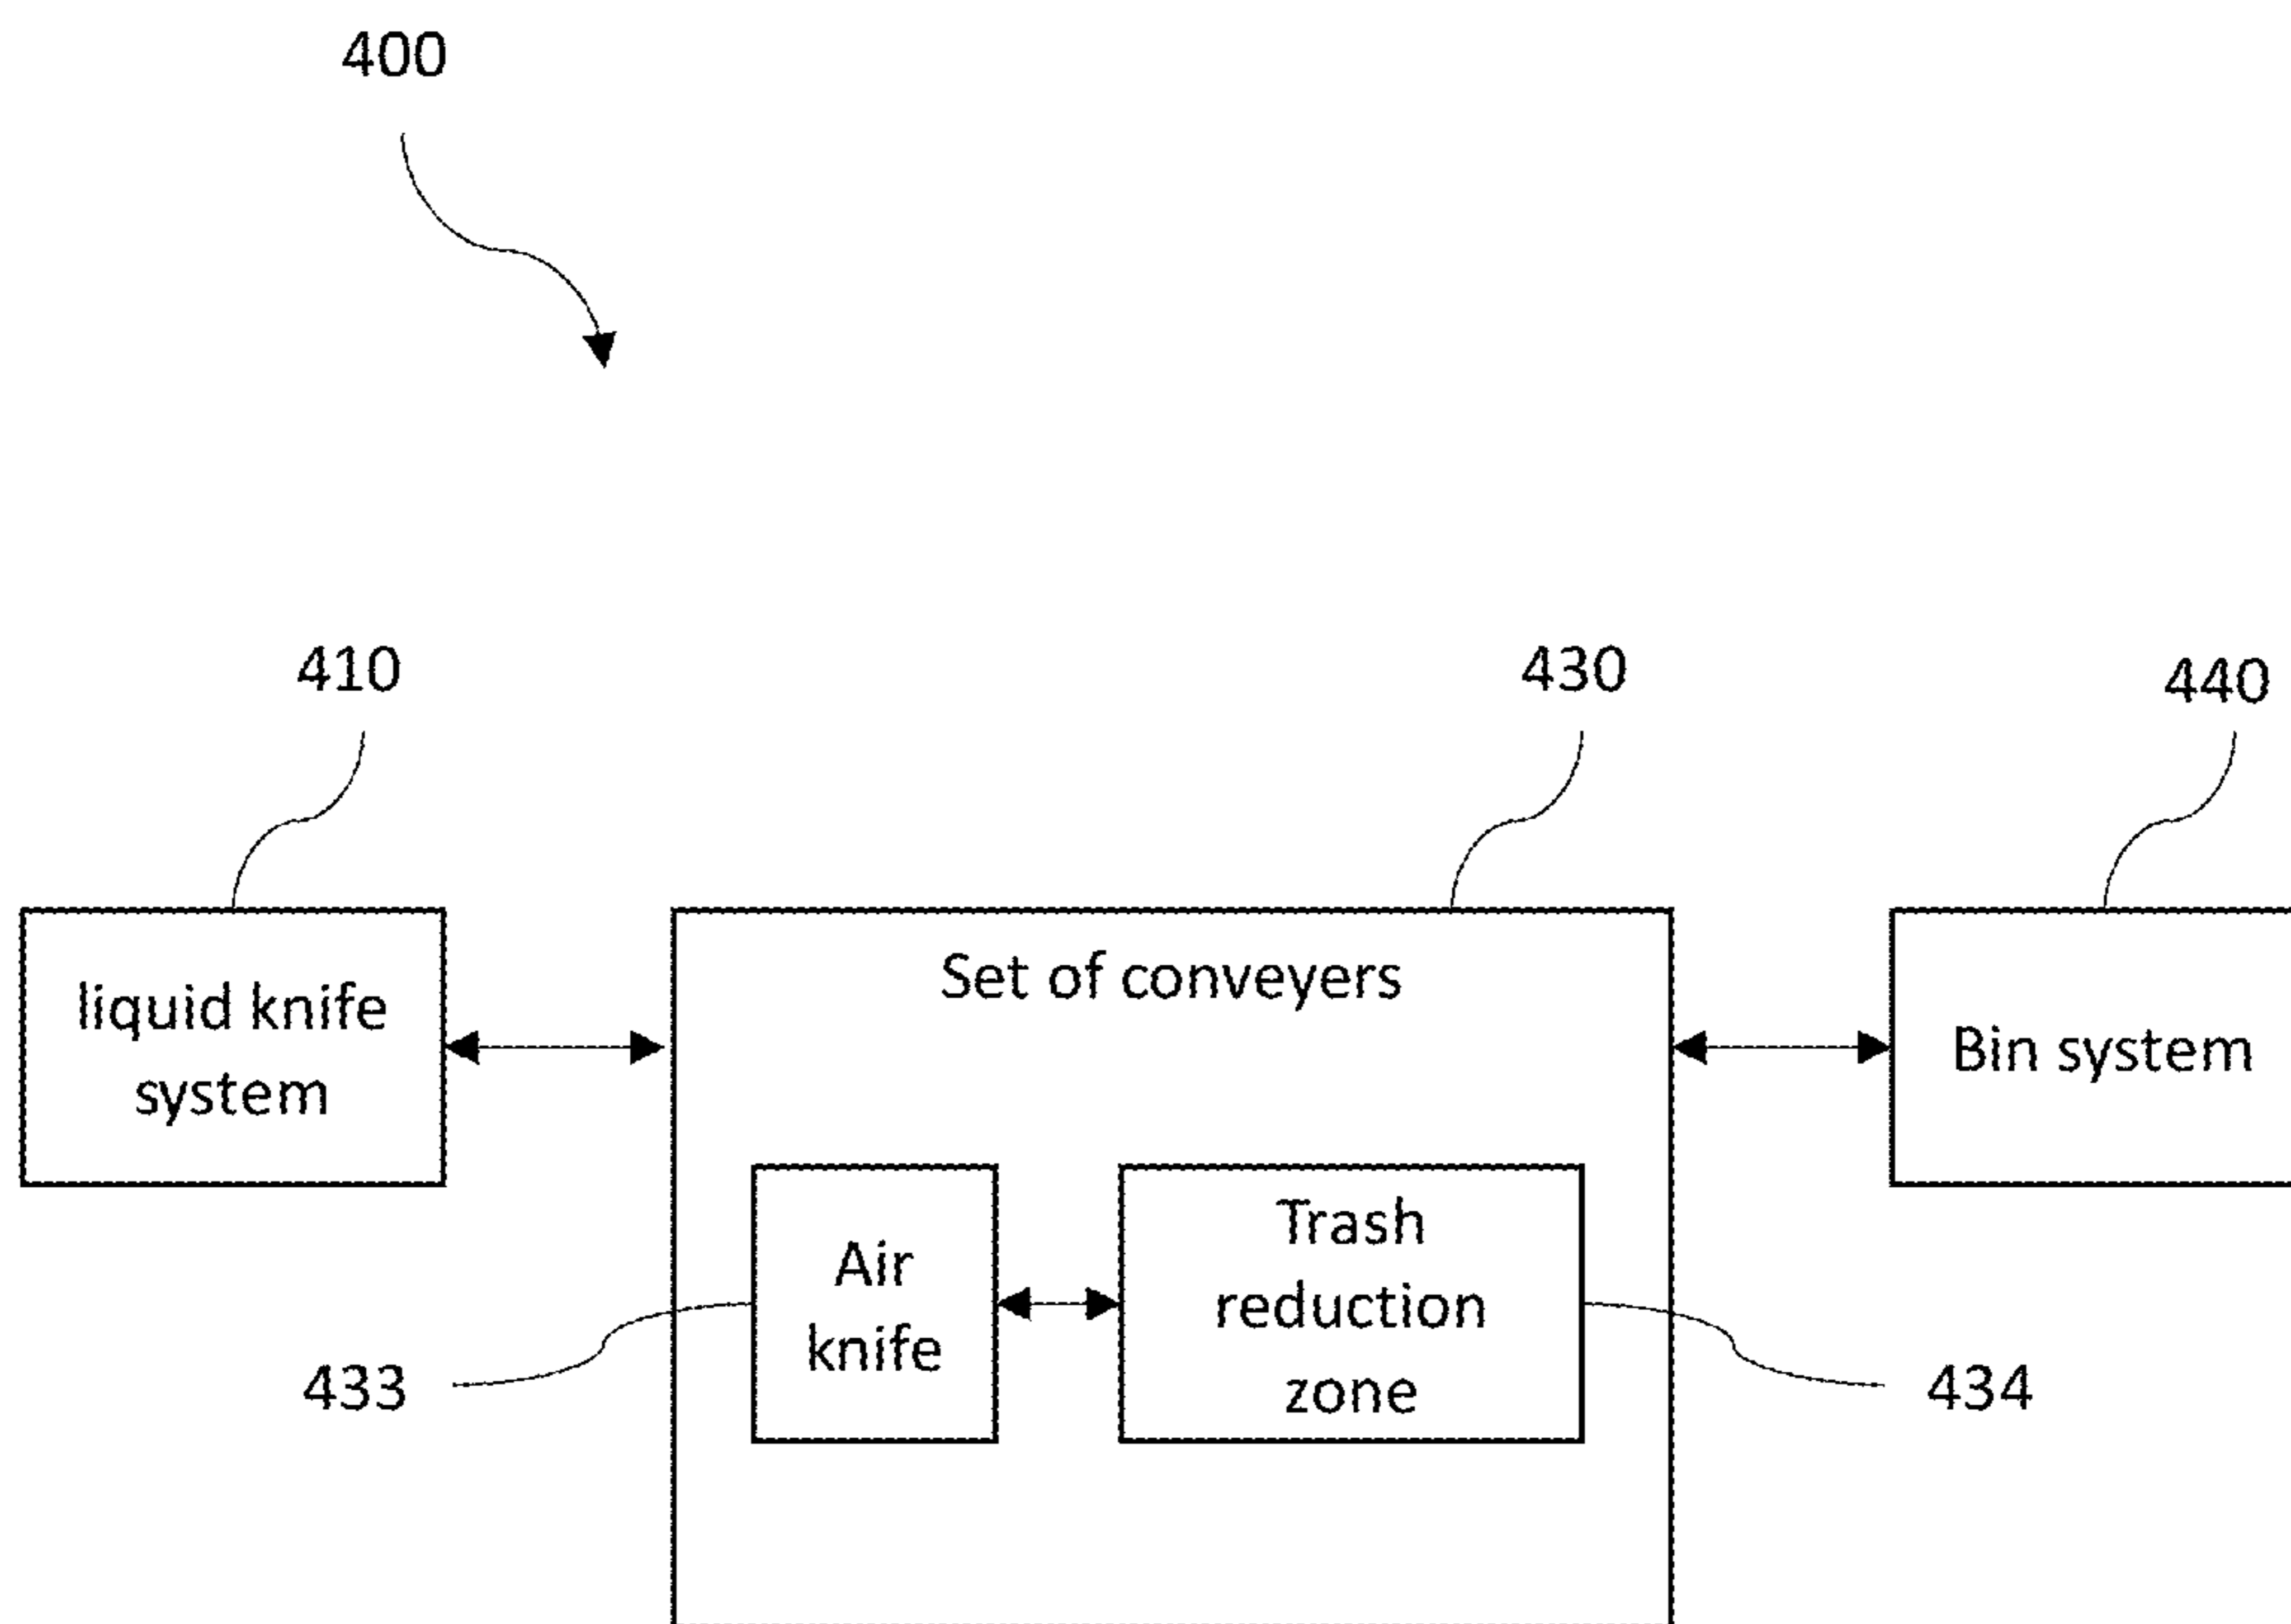 400
410
430
440
liquid knife
system
Set of conveyers
Bin system
Air
knife
Trash
reduction
zone
433
434